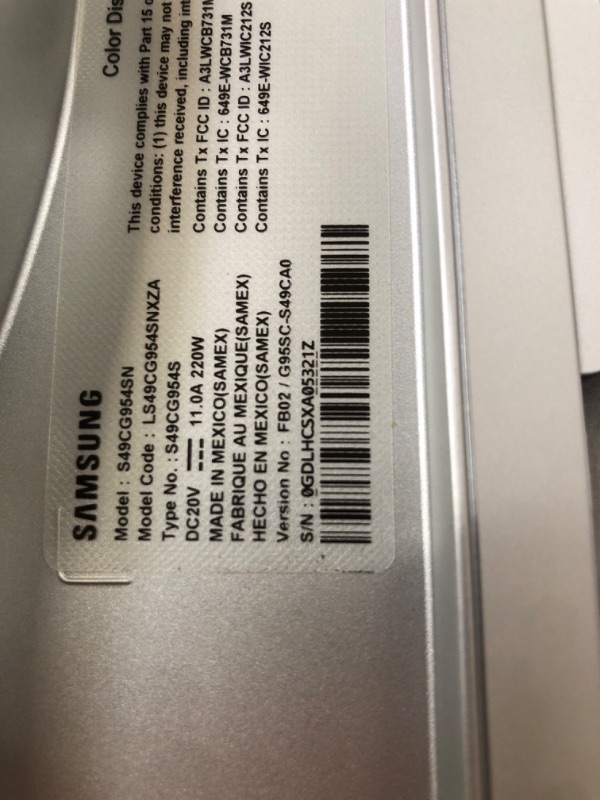 SAMSUNG
Model : S49CG954SN
Model Code : LS49CG954SNXZA
Type No. : S49CG954S
DC20V 11.0A 220W
MADE IN MEXICO(SAMEX)
FABRIQUE AU MEXIQUE(SAMEX)
HECHO EN MEXICO(SAMEX)
Version No : FB02 / G95SC-S49CA0
S/N : 0GDLHCSXA05321Z
Color
This device complies with Part 15
conditions: (1) this device may not
interference received, including
Contains Tx FCC ID : A3LWCB731M
Contains Tx IC : 649E-WCB731M
Contains Tx FCC ID : A3LWIC212S
Contains Tx IC : 649E-WIC212S